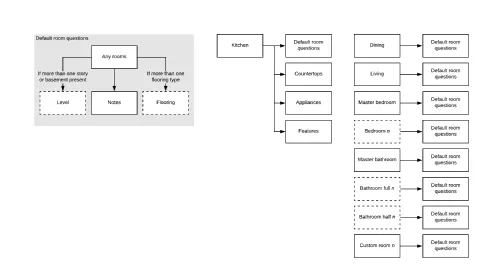 Default room questions
Any rooms
If more than one story
or basement present
If more than one
flooring type
Level
Notes
Flooring
Kitchen
Default room
questions
Countertops
Appliances
Features
Dining
Default room
questions
Living
Default room
questions
Master bedroom
Default room
questions
Bedroom n
Default room
questions
Master bathroom
Default room
questions
Bathroom full n
Default room
questions
Bathroom half n
Default room
questions
Custom room n
Default room
questions